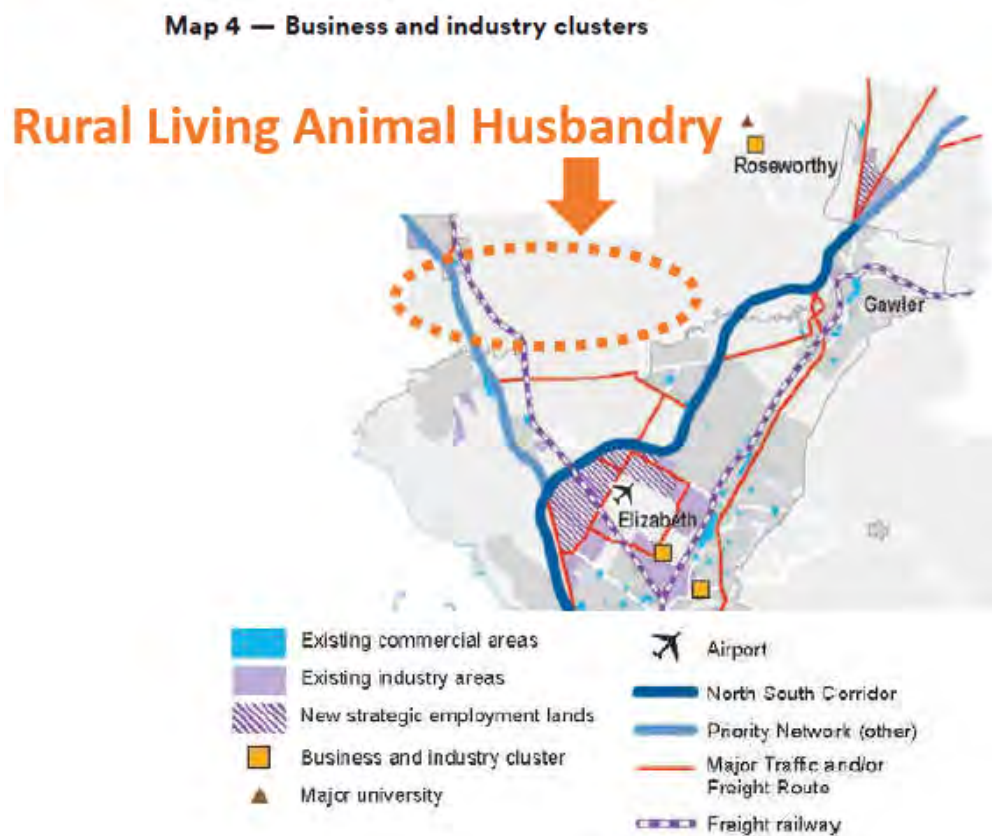 Map 4 — Business and industry clusters
Rural Living Animal Husbandry
Roseworthy
Gawler
Elizabeth
Existing commercial areas
Existing industry areas
New strategic employment lands
Business and industry cluster
Major university
Airport
North South Corridor
Priority Network (other)
Major Traffic and/or
Freight Route
Freight railway